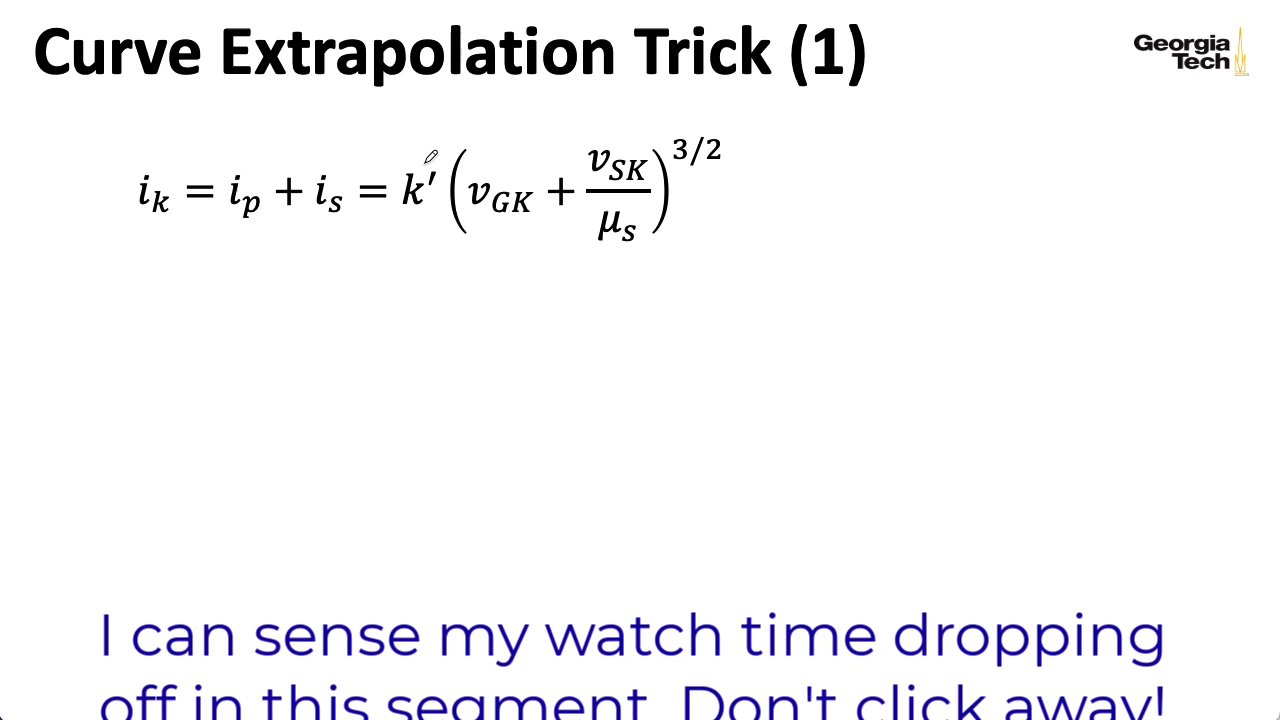 Curve Extrapolation Trick (1)
Georgia
Tech
i_k = i_p + i_s = k′ (v_GK + v_SK/μ_s)^{3/2}
I can sense my watch time dropping
off in this segment. Don't click away!